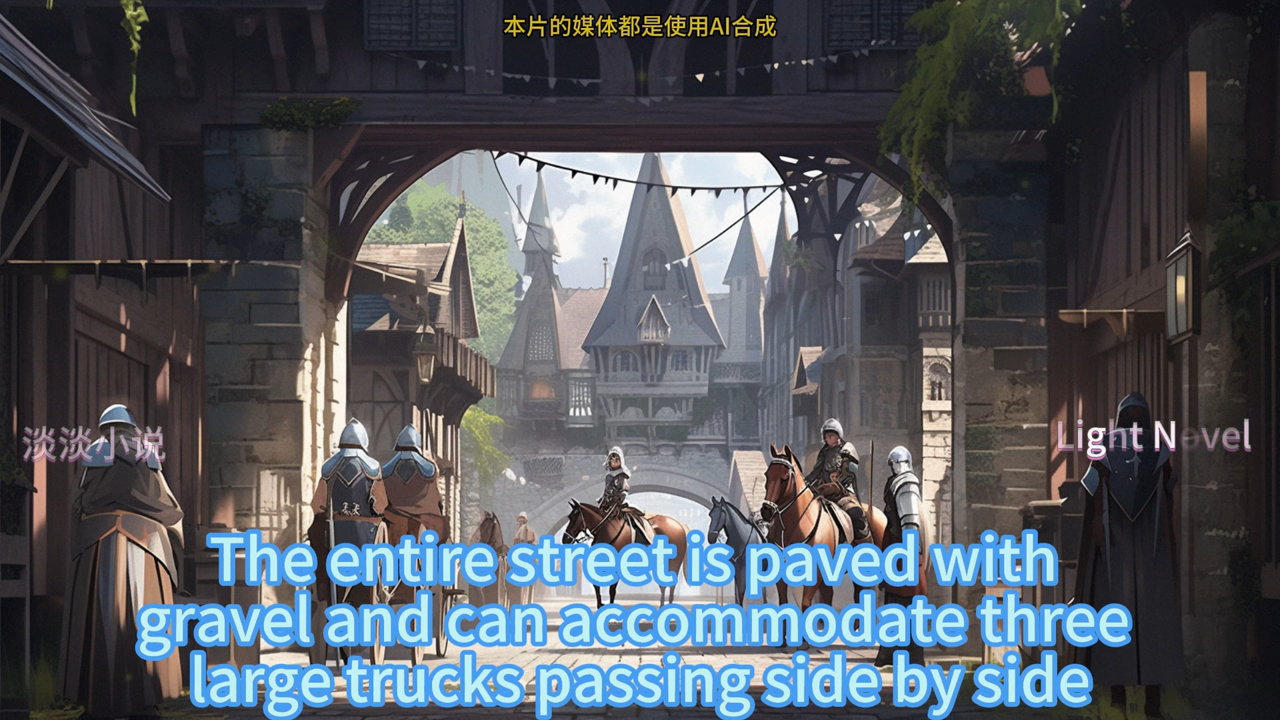 本片的媒体都是使用AI合成
淡淡小说
Light Novel
The entire street is paved with
gravel and can accommodate three
large trucks passing side by side